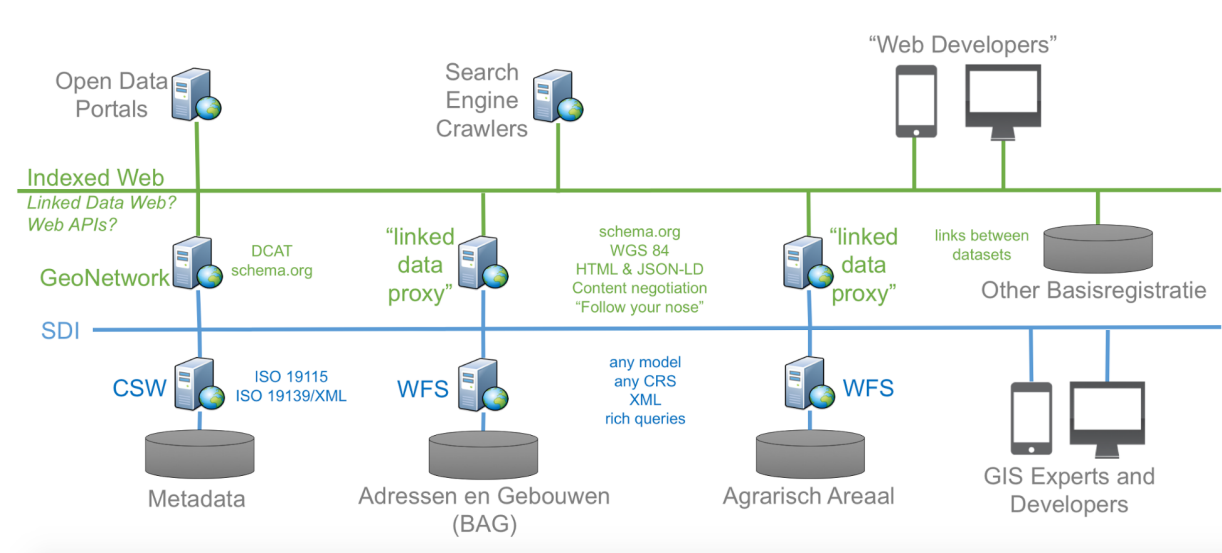 “Web Developers”
Open Data
Portals
Search
Engine
Crawlers
Indexed Web
Linked Data Web?
Web APIs?
GeoNetwork
DCAT
schema.org
“linked
data
proxy”
schema.org
WGS 84
HTML & JSON-LD
Content negotiation
“Follow your nose”
“linked
data
proxy”
links between
datasets
Other Basisregistratie
SDI
CSW
ISO 19115
ISO 19139/XML
WFS
any model
any CRS
XML
rich queries
WFS
Metadata
Adressen en Gebouwen
(BAG)
Agrarisch Areaal
GIS Experts and
Developers